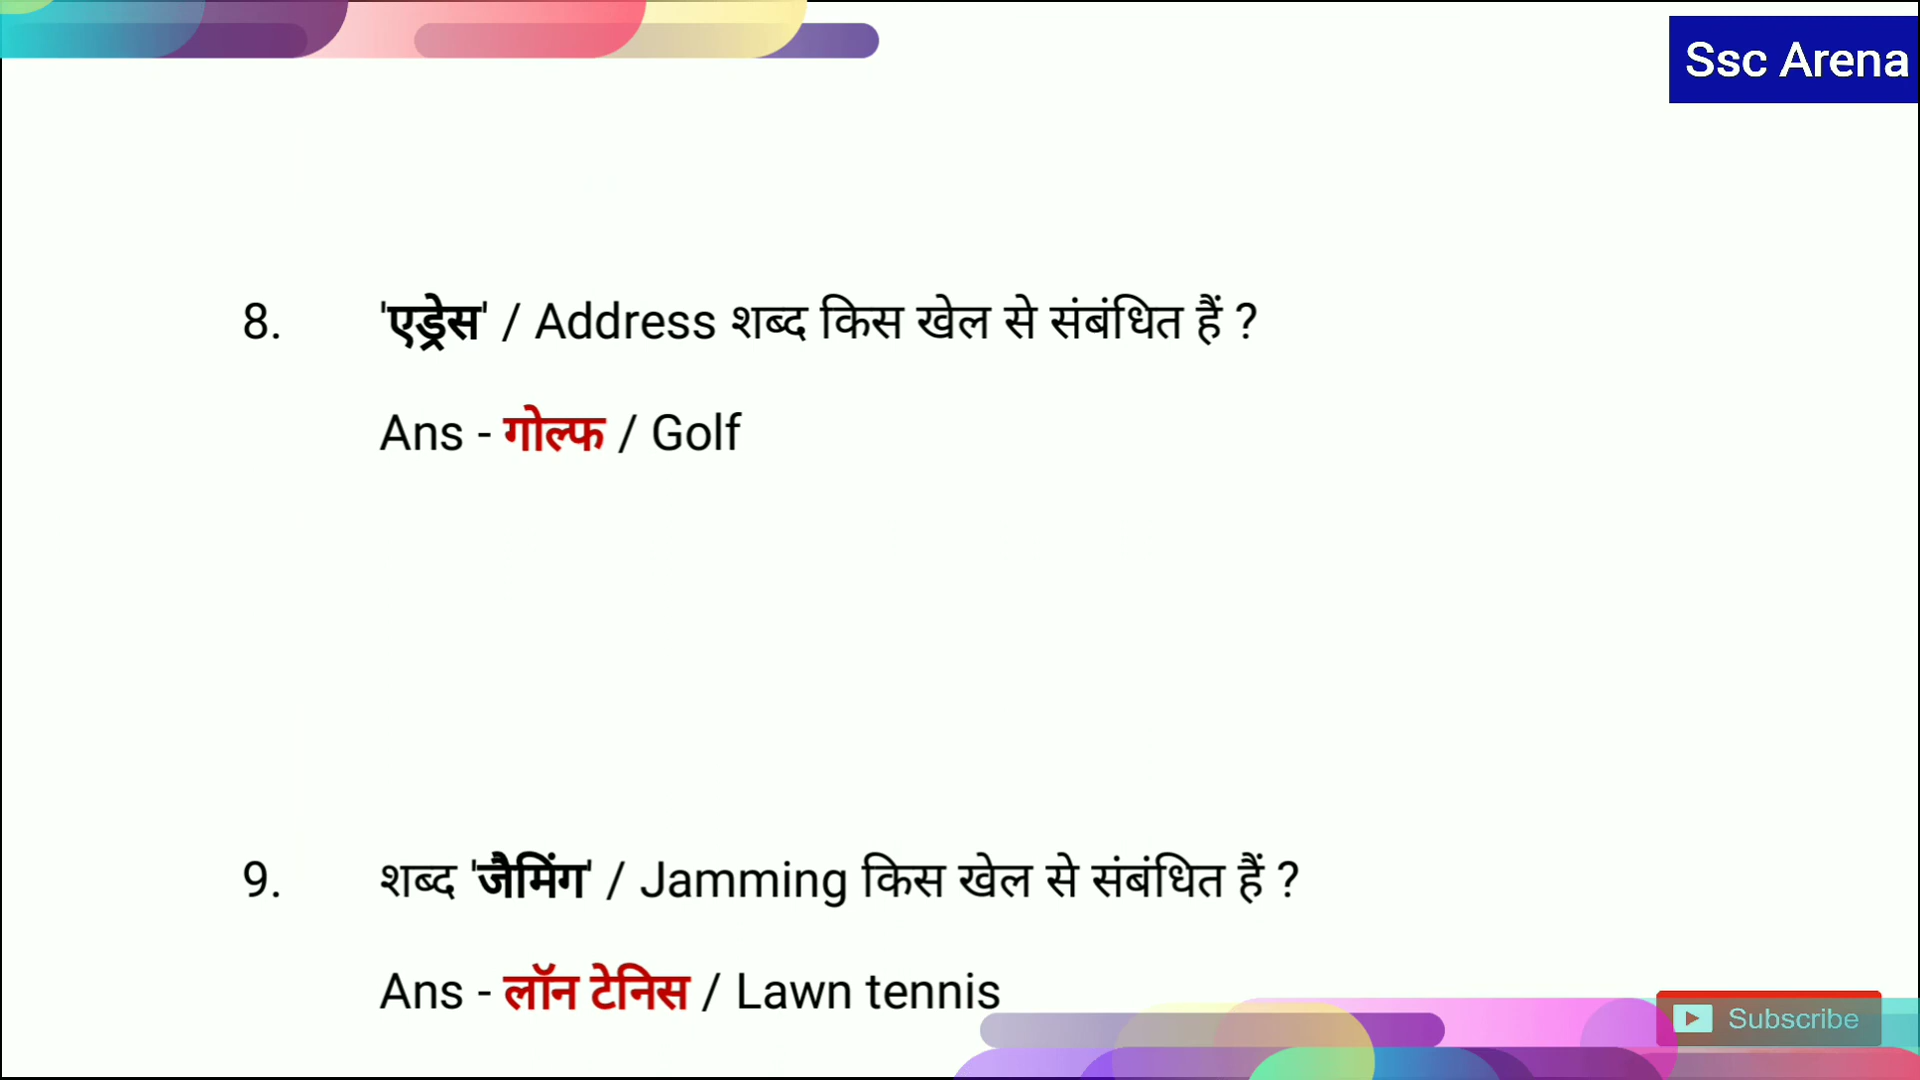 Ssc Arena
8. 'एड्रेस' / Address शब्द किस खेल से संबंधित हैं ?
Ans - गोल्फ / Golf
9. शब्द 'जैमिंग' / Jamming किस खेल से संबंधित हैं ?
Ans - लॉन टेनिस / Lawn tennis
Subscribe